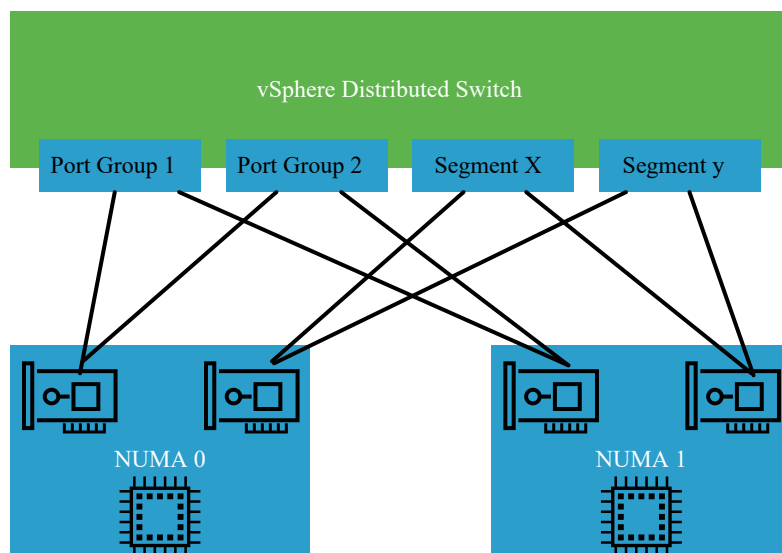 vSphere Distributed Switch
Port Group 1
Port Group 2
Segment X
Segment y
NUMA 0
NUMA 1